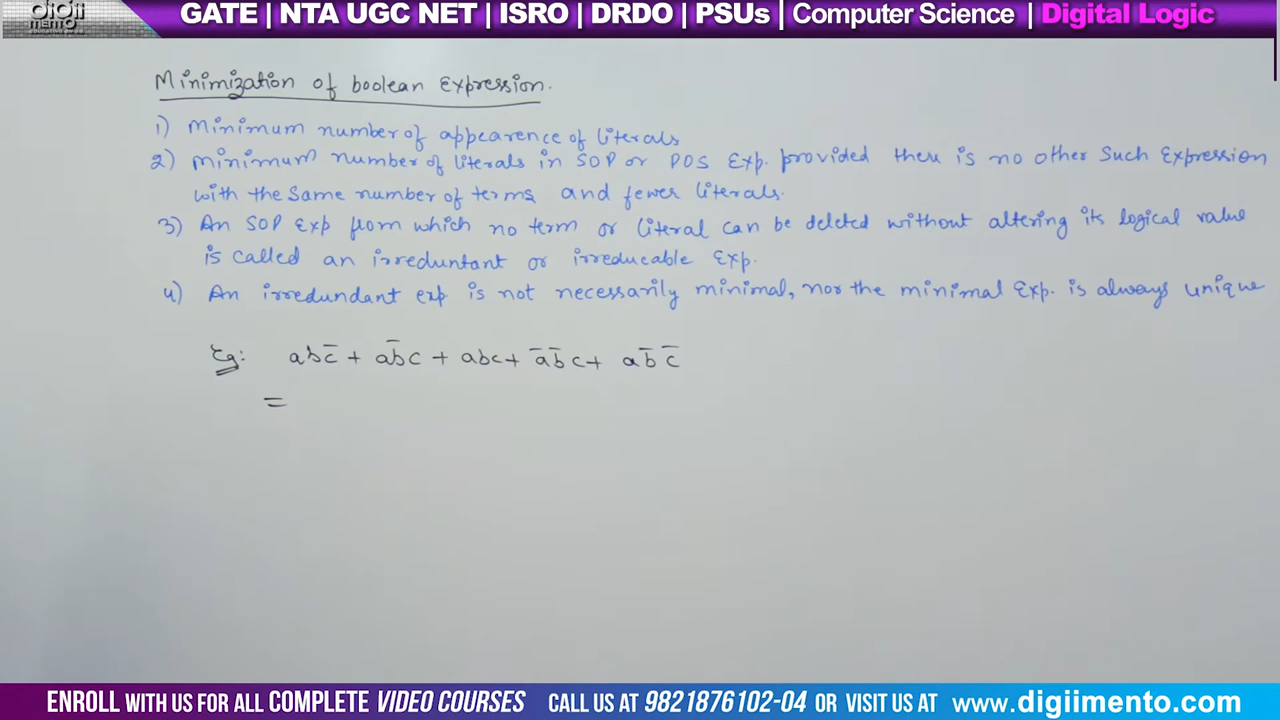 digii
mento
GATE | NTA UGC NET | ISRO | DRDO | PSUs | Computer Science | Digital Logic
Minimization of boolean Expression.
1) Minimum number of appearence of literals
2) Minimum number of literals in SOP or POS Exp. provided there is no other Such Expression
with the same number of terms and fewer literals.
3) An SOP Exp from which no term or literal can be deleted without altering its logical value
is called an irreduntant or irreducable Exp.
4) An irredundant exp is not necessarily minimal, nor the minimal Exp. is always unique
Eg: abc̅ + ab̅c + abc + a̅b̅c + ab̅c̅
=
ENROLL WITH US FOR ALL COMPLETE VIDEO COURSES CALL US AT 9821876102-04 OR VISIT US AT www.digiimento.com